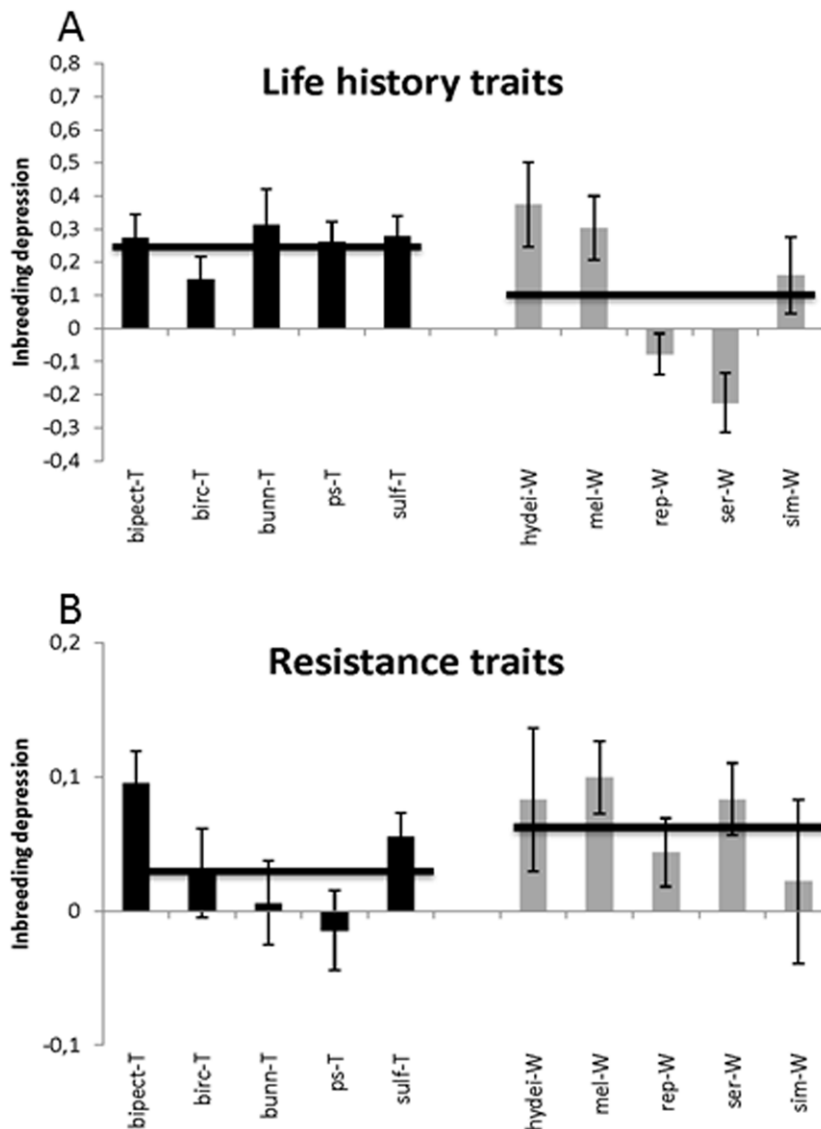 A
Life history traits
Inbreeding depression
0,8
0,7
0,6
0,5
0,4
0,3
0,2
0,1
0
-0,1
-0,2
-0,3
-0,4
bipect-T
birc-T
bunn-T
ps-T
sulf-T
hydei-W
mel-W
rep-W
ser-W
sim-W
B
Resistance traits
Inbreeding depression
0,2
0,1
0
-0,1
bipect-T
birc-T
bunn-T
ps-T
sulf-T
hydei-W
mel-W
rep-W
ser-W
sim-W